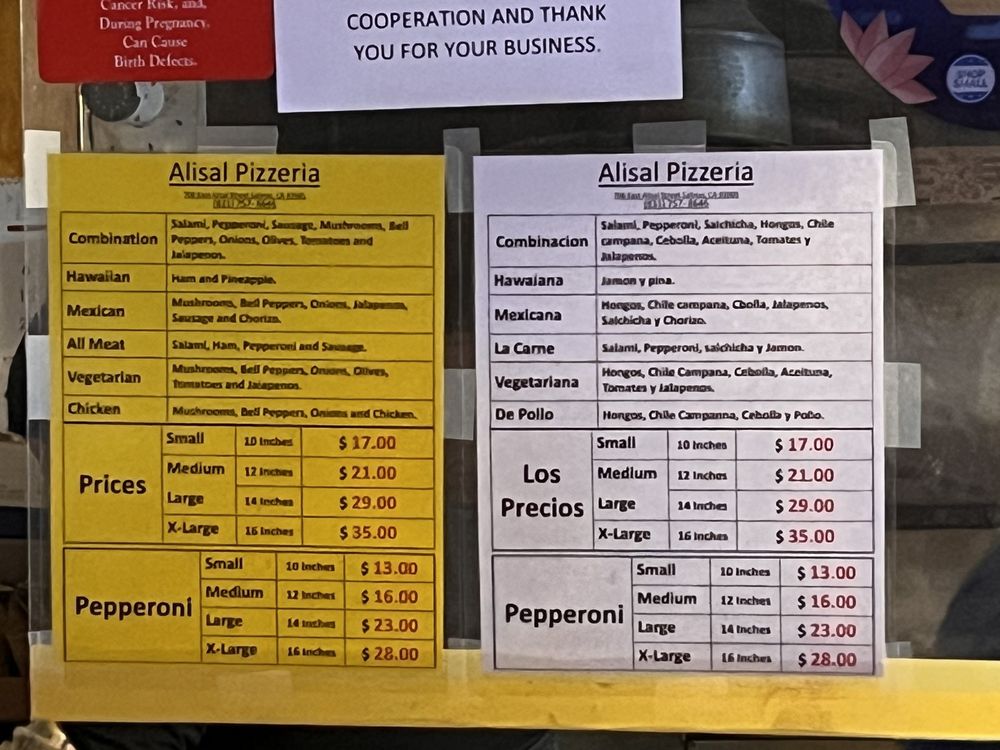 Cancer Risk, and,
During Pregnancy,
Can Cause
Birth Defects.
COOPERATION AND THANK
YOU FOR YOUR BUSINESS.
SHOP
SMALL
Alisal Pizzeria
(831) 757- 8646
Combination
Salami, Pepperoni, Sausage, Mushrooms, Bell
Peppers, Onions, Olives, Tomatoes and
Jalapenos.
Hawaiian
Ham and Pineapple.
Mexican
Mushrooms, Bell Peppers, Onions, Jalapenos,
Sausage and Chorizo.
All Meat
Salami, Ham, Pepperoni and Sausage.
Vegetarian
Mushrooms, Bell Peppers, Onions, Olives,
Tomatoes and Jalapenos.
Chicken
Mushrooms, Bell Peppers, Onions and Chicken.
Prices
Small 10 Inches $ 17.00
Medium 12 Inches $ 21.00
Large 14 Inches $ 29.00
X-Large 16 Inches $ 35.00
Pepperoni
Small 10 Inches $ 13.00
Medium 12 Inches $ 16.00
Large 14 Inches $ 23.00
X-Large 16 Inches $ 28.00
Alisal Pizzeria
(831) 757- 8646
Combinacion
Salami, Pepperoni, Salchicha, Hongos, Chile
campana, Cebolla, Aceituna, Tomates y
Jalapenos.
Hawaiana
Jamon y pina.
Mexicana
Hongos, Chile campana, Cbolla, Jalapenos,
Salchicha y Chorizo.
La Carne
Salami, Pepperoni, salchicha y Jamon.
Vegetariana
Hongos, Chile Campana, Cebolla, Aceituna,
Tomates y Jalapenos.
De Pollo
Hongos, Chile Campanna, Cebolla y Pollo.
Los
Precios
Small 10 Inches $ 17.00
Medium 12 Inches $ 21.00
Large 14 Inches $ 29.00
X-Large 16 Inches $ 35.00
Pepperoni
Small 10 Inches $ 13.00
Medium 12 Inches $ 16.00
Large 14 Inches $ 23.00
X-Large 16 Inches $ 28.00